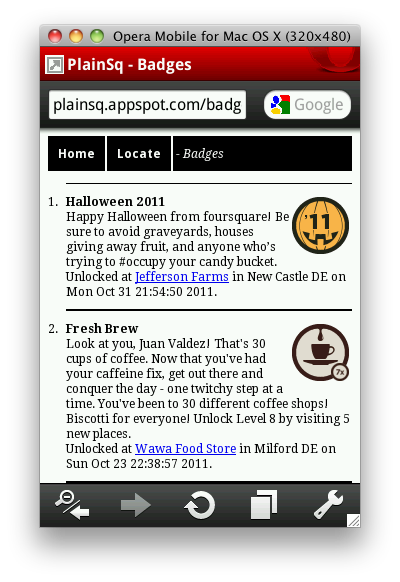 Opera Mobile for Mac OS X (320x480)
PlainSq - Badges
plainsq.appspot.com/badg
Google
Home Locate - Badges
1. Halloween 2011
Happy Halloween from foursquare! Be
sure to avoid graveyards, houses
giving away fruit, and anyone who's
trying to #occupy your candy bucket.
Unlocked at Jefferson Farms in New Castle DE on
Mon Oct 31 21:54:50 2011.
'11
2. Fresh Brew
Look at you, Juan Valdez! That's 30
cups of coffee. Now that you've had
your caffeine fix, get out there and
conquer the day - one twitchy step at a
time. You've been to 30 different coffee shops!
Biscotti for everyone! Unlock Level 8 by visiting 5
new places.
Unlocked at Wawa Food Store in Milford DE on
Sun Oct 23 22:38:57 2011.
7x